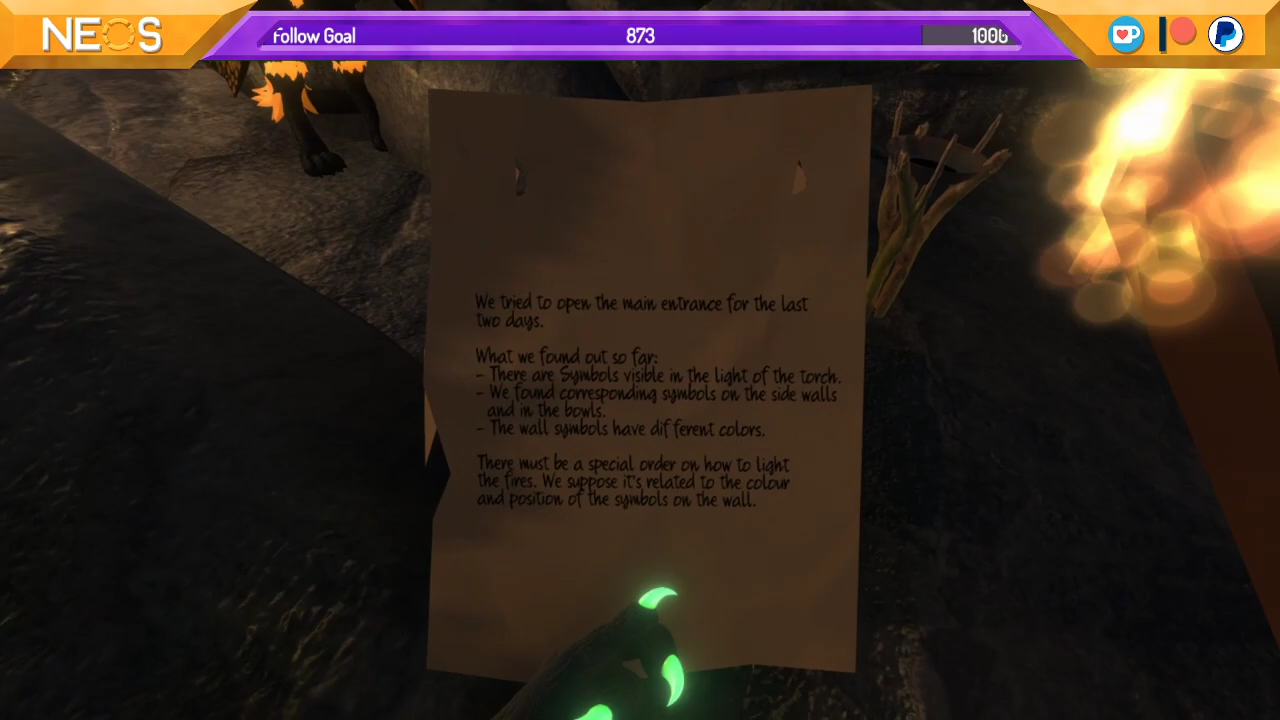 NEOS
Follow Goal 873 1000
We tried to open the main entrance for the last
two days.
What we found out so far:
- There are Symbols visible in the light of the torch.
- We found corresponding symbols on the side walls
and in the bowls.
- The wall symbols have different colors.
There must be a special order on how to light
the fires. We suppose it's related to the colour
and position of the symbols on the wall.